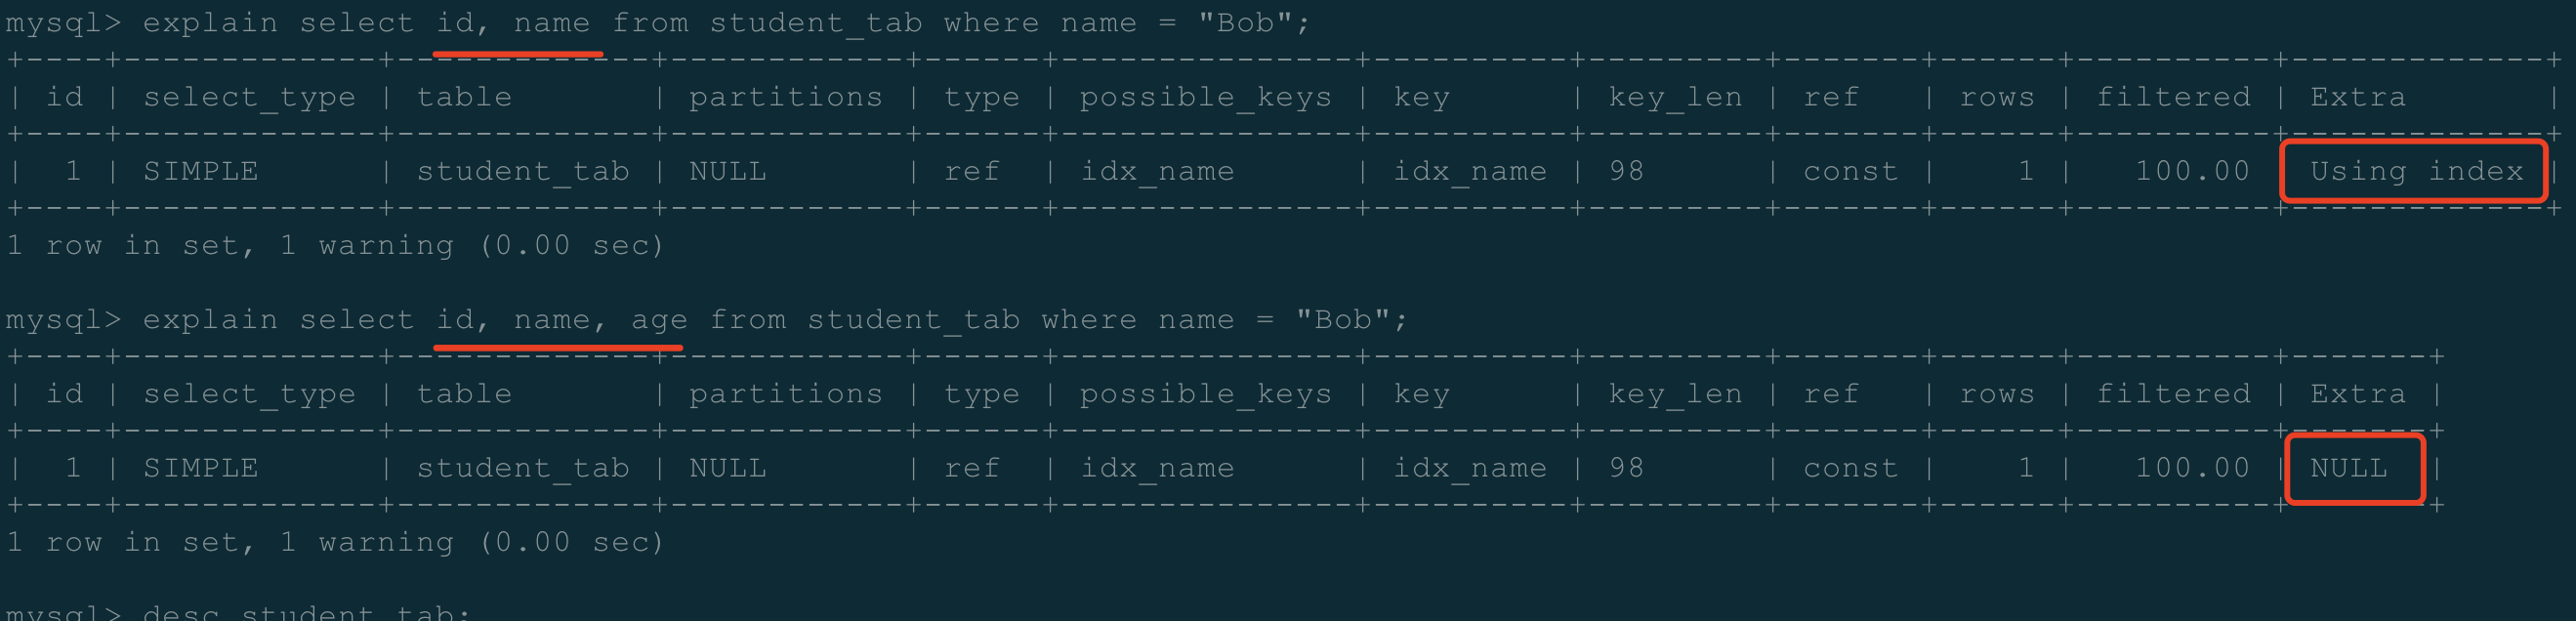 mysql> explain select id, name from student_tab where name = "Bob";
+----+-------------+-------------+------------+------+---------------+----------+---------+-------+------+----------+-------------+
| id | select_type | table       | partitions | type | possible_keys | key      | key_len | ref   | rows | filtered | Extra       |
+----+-------------+-------------+------------+------+---------------+----------+---------+-------+------+----------+-------------+
|  1 | SIMPLE      | student_tab | NULL       | ref  | idx_name      | idx_name | 98      | const |    1 |   100.00 | Using index |
+----+-------------+-------------+------------+------+---------------+----------+---------+-------+------+----------+-------------+
1 row in set, 1 warning (0.00 sec)
mysql> explain select id, name, age from student_tab where name = "Bob";
+----+-------------+-------------+------------+------+---------------+----------+---------+-------+------+----------+-------+
| id | select_type | table       | partitions | type | possible_keys | key      | key_len | ref   | rows | filtered | Extra |
+----+-------------+-------------+------------+------+---------------+----------+---------+-------+------+----------+-------+
|  1 | SIMPLE      | student_tab | NULL       | ref  | idx_name      | idx_name | 98      | const |    1 |   100.00 | NULL  |
+----+-------------+-------------+------------+------+---------------+----------+---------+-------+------+----------+-------+
1 row in set, 1 warning (0.00 sec)
mysql> desc student_tab;